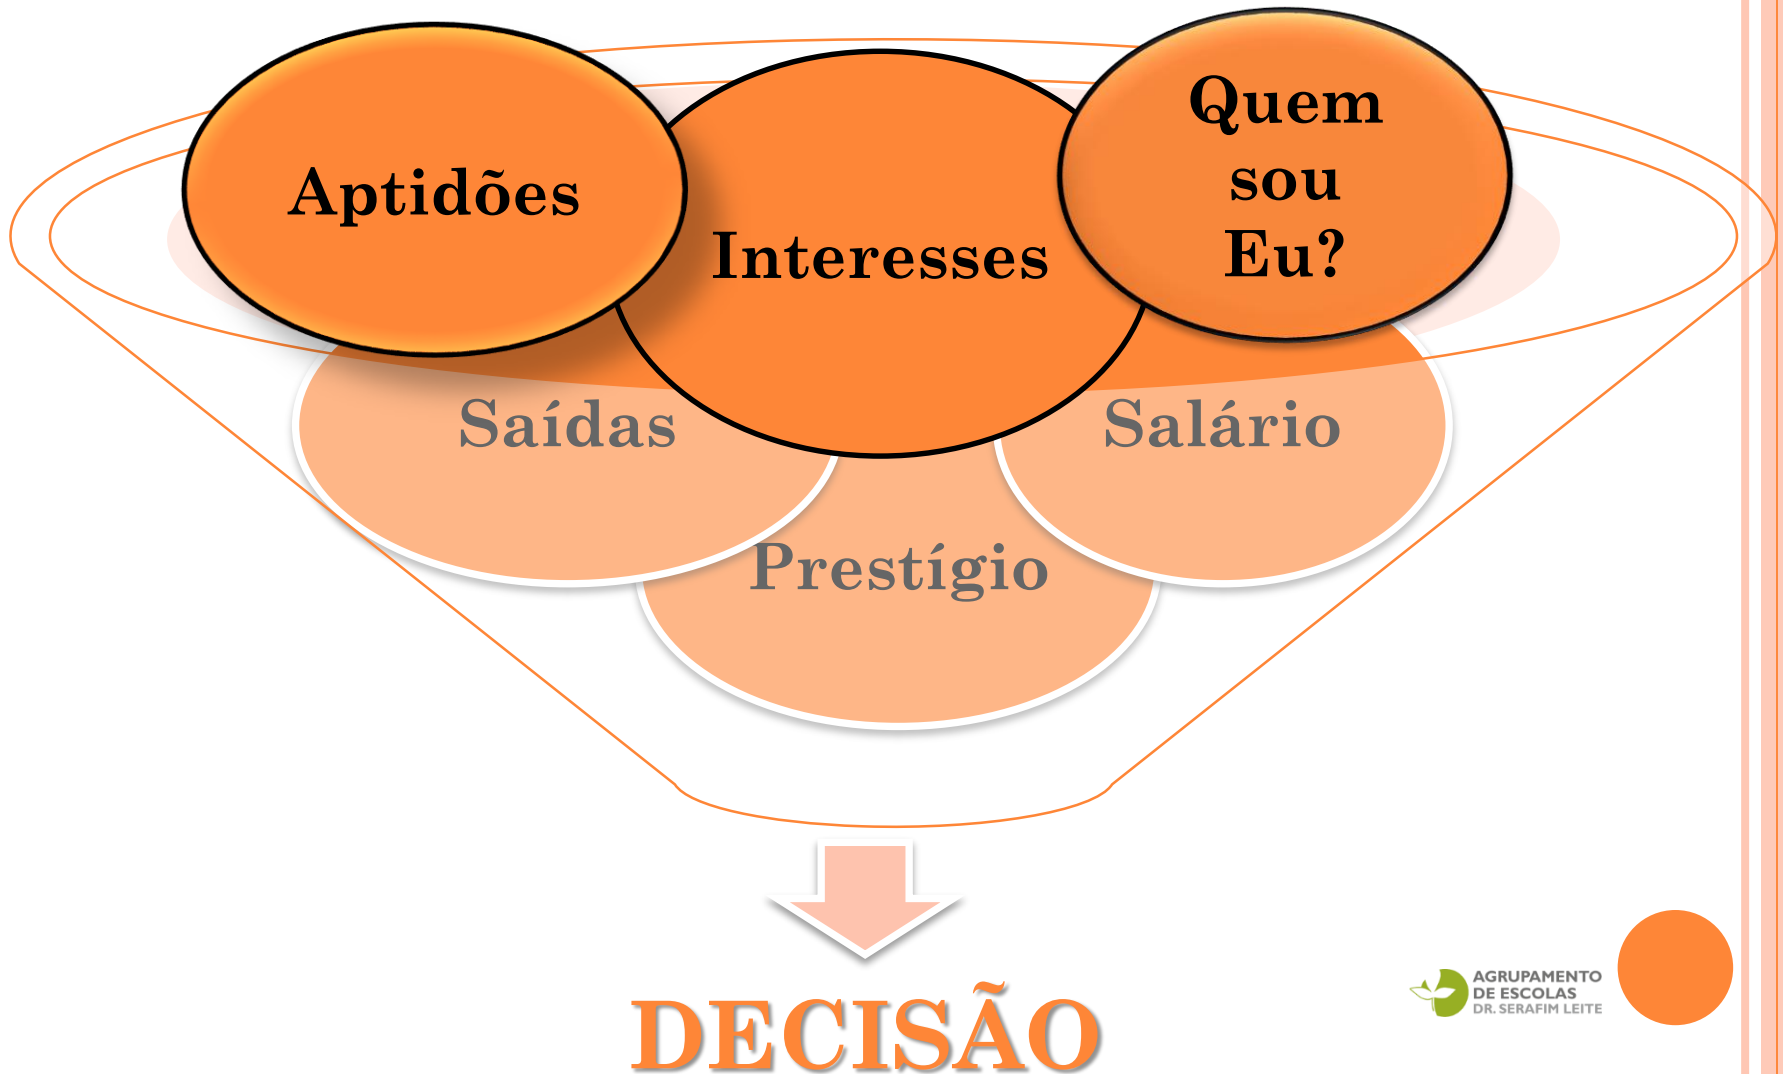 Aptidões
Interesses
Quem
sou
Eu?
Saídas
Salário
Prestígio
DECISÃO
AGRUPAMENTO
DE ESCOLAS
DR. SERAFIM LEITE